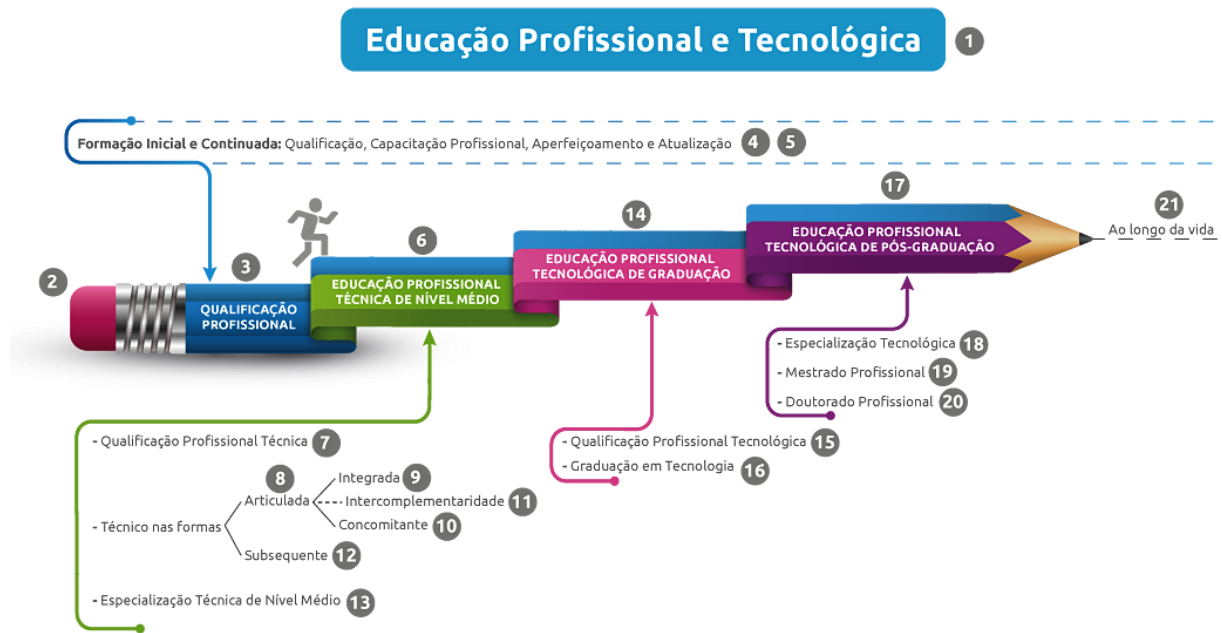 Educação Profissional e Tecnológica 1
Formação Inicial e Continuada: Qualificação, Capacitação Profissional, Aperfeiçoamento e Atualização 4 5
2
3
QUALIFICAÇÃO
PROFISSIONAL
6
EDUCAÇÃO PROFISSIONAL
TÉCNICA DE NÍVEL MÉDIO
14
EDUCAÇÃO PROFISSIONAL
TECNOLÓGICA DE GRADUAÇÃO
17
EDUCAÇÃO PROFISSIONAL
TECNOLÓGICA DE PÓS-GRADUAÇÃO
21
Ao longo da vida
- Qualificação Profissional Técnica 7
- Técnico nas formas
8
Articulada
Integrada 9
Intercomplementaridade 11
Concomitante 10
Subsequente 12
- Especialização Técnica de Nível Médio 13
- Qualificação Profissional Tecnológica 15
- Graduação em Tecnologia 16
- Especialização Tecnológica 18
- Mestrado Profissional 19
- Doutorado Profissional 20